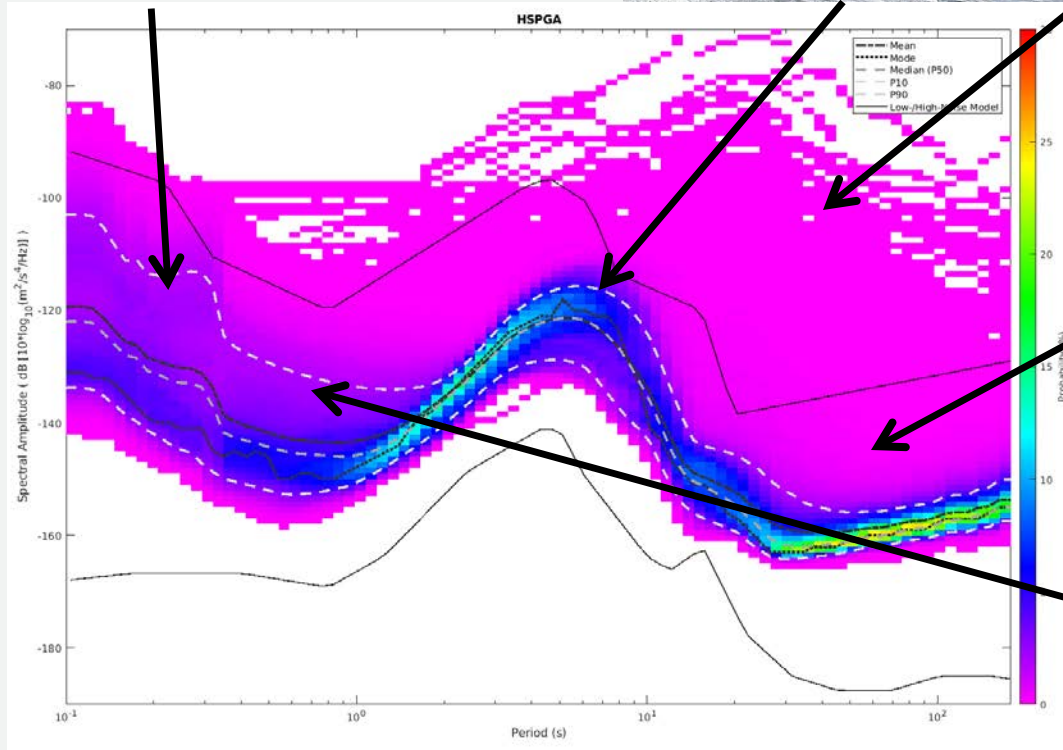 HSPGA
Mean
Mode
Median (P50)
P10
P90
Low-/High-Noise Model
-80
-100
-120
-140
-160
-180
Spectral Amplitude ( dB[10*log10(m²/s⁴/Hz)] )
10⁻¹
10⁰
10¹
10²
Period (s)
25
20
15
10
0